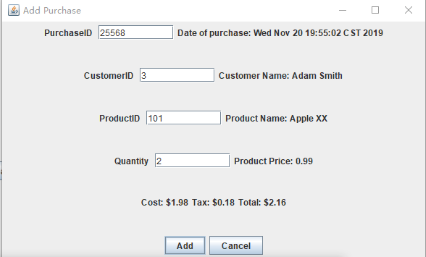 Add Purchase
PurchaseID 25568 Date of purchase: Wed Nov 20 19:55:02 CST 2019
CustomerID 3 Customer Name: Adam Smith
ProductID 101 Product Name: Apple XX
Quantity 2 Product Price: 0.99
Cost: $1.98 Tax: $0.18 Total: $2.16
Add Cancel